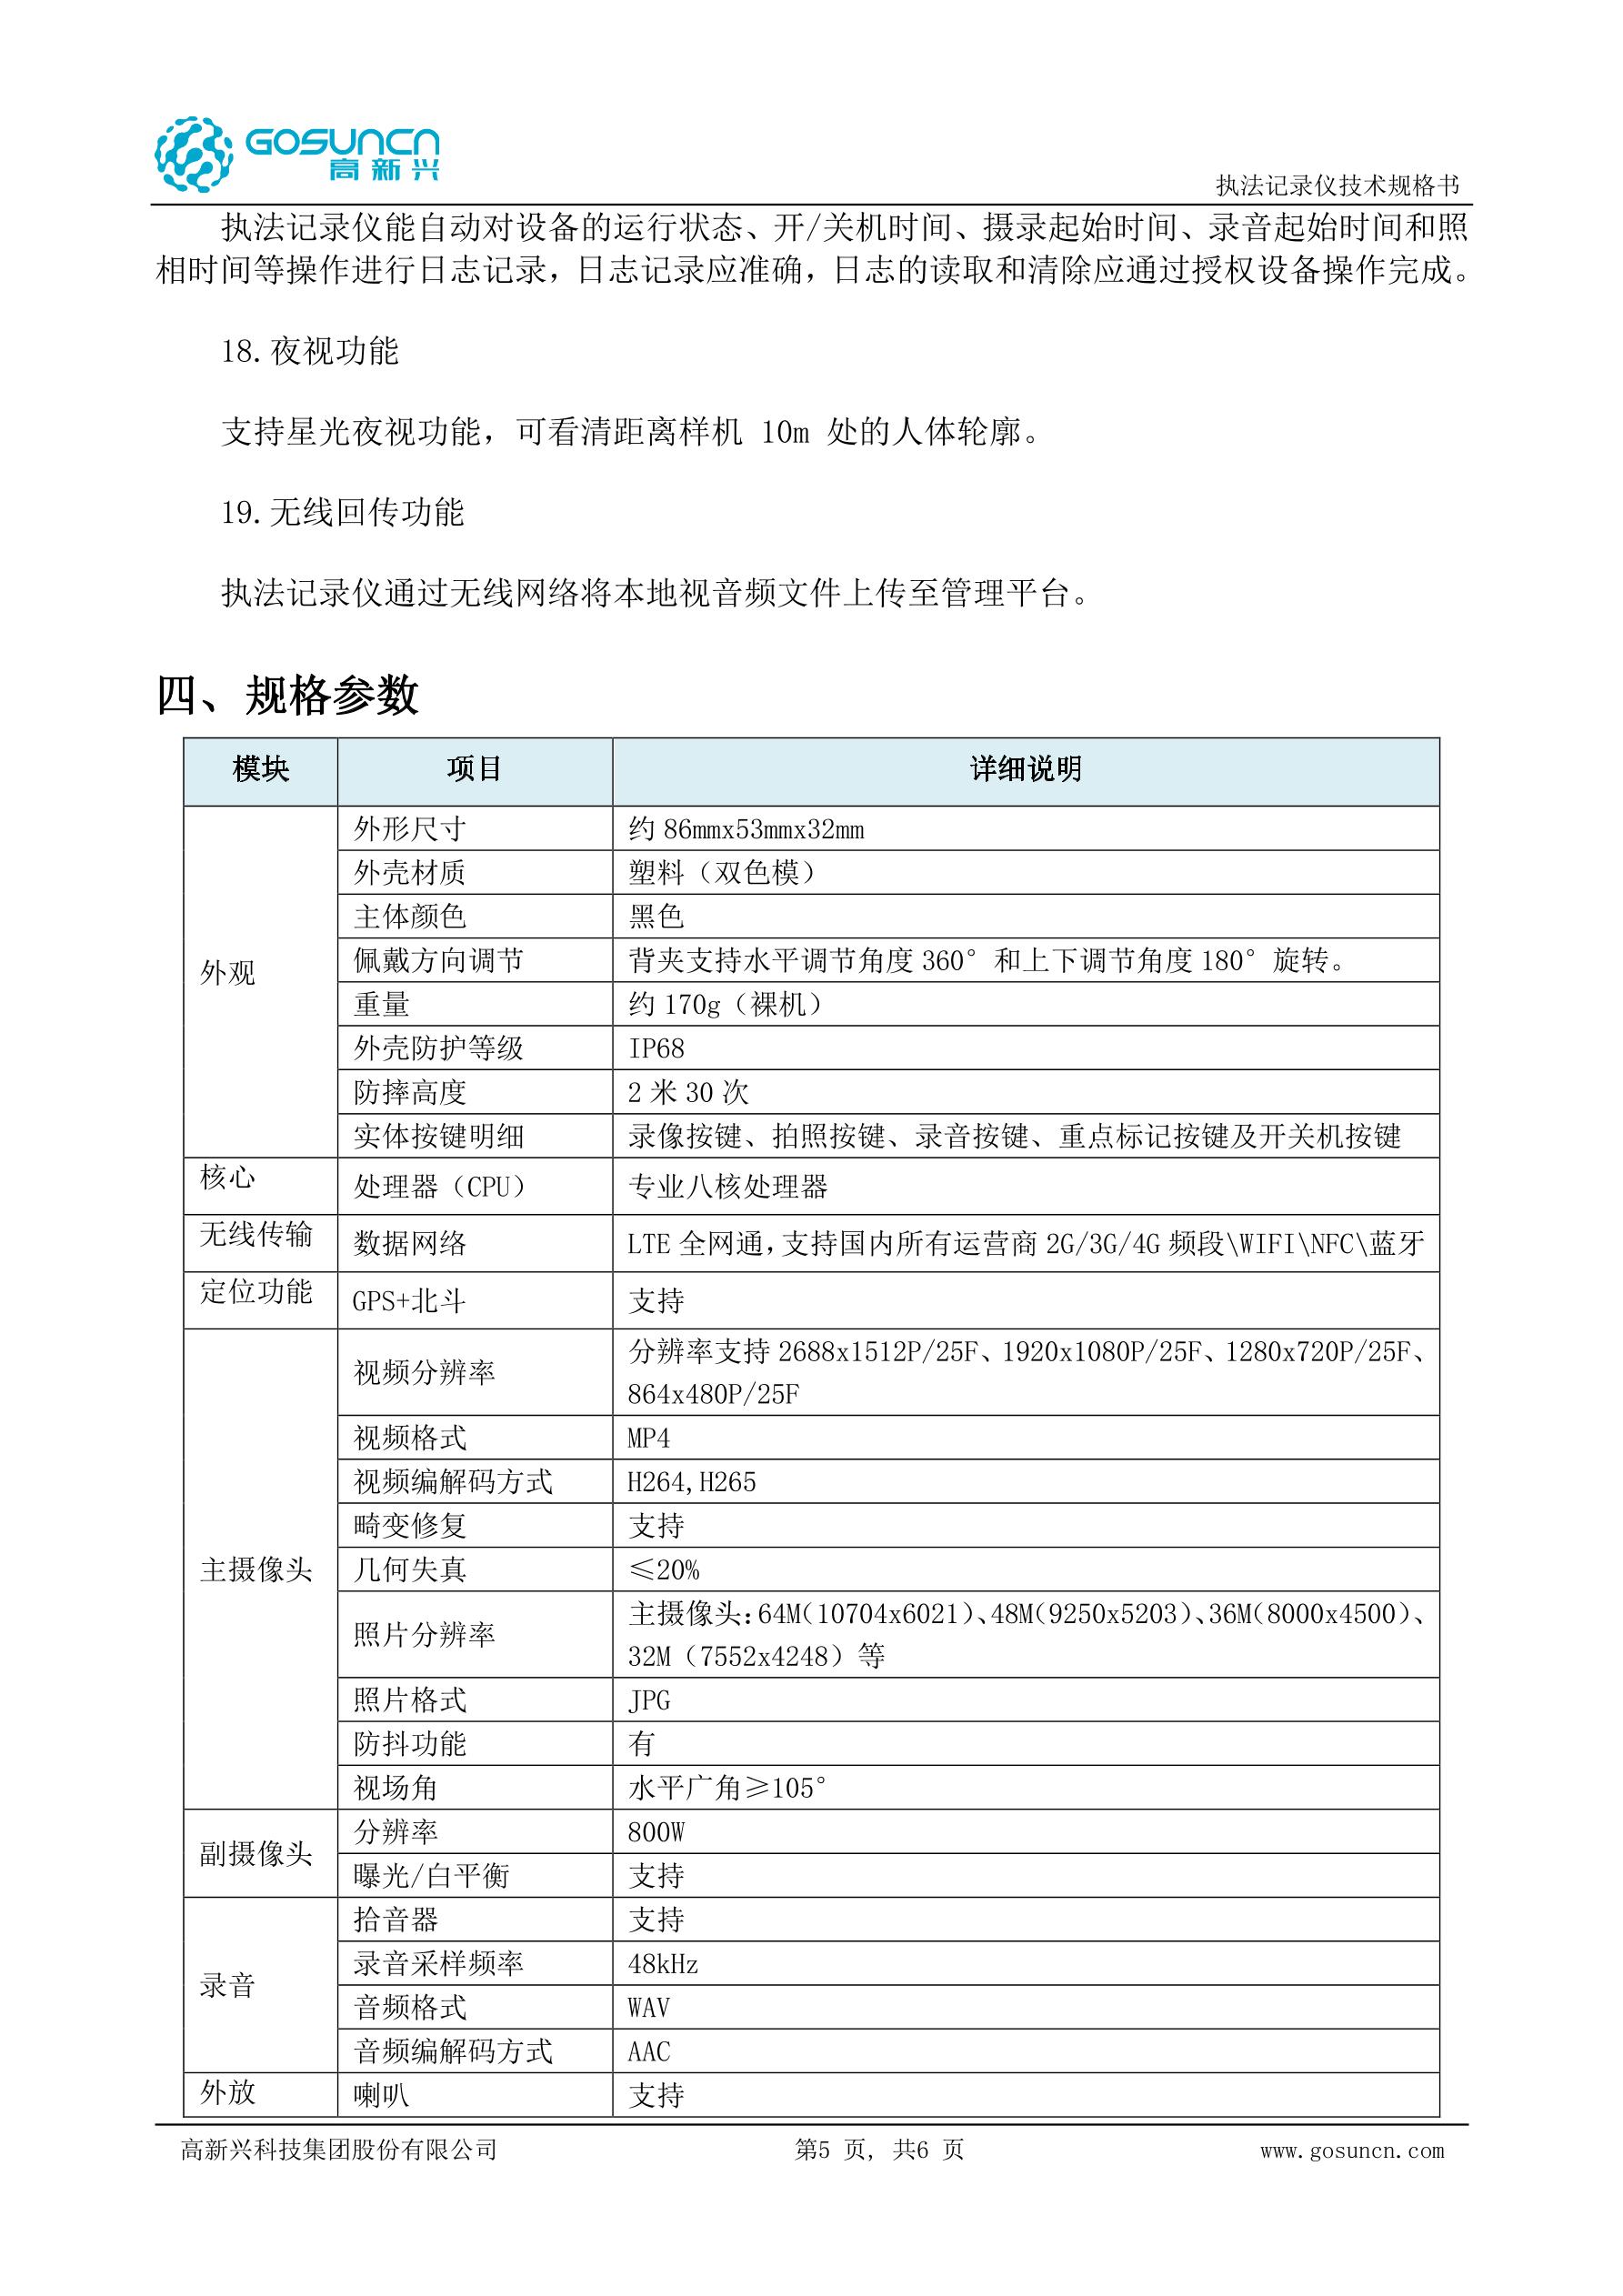 GOSUNCN
高新兴
执法记录仪技术规格书
执法记录仪能自动对设备的运行状态、开/关机时间、摄录起始时间、录音起始时间和照
相时间等操作进行日志记录，日志记录应准确，日志的读取和清除应通过授权设备操作完成。
18.夜视功能
支持星光夜视功能，可看清距离样机 10m 处的人体轮廓。
19.无线回传功能
执法记录仪通过无线网络将本地视音频文件上传至管理平台。
四、规格参数
模块 项目 详细说明
外观
外形尺寸 约 86mmx53mmx32mm
外壳材质 塑料（双色模）
主体颜色 黑色
佩戴方向调节 背夹支持水平调节角度 360°和上下调节角度 180°旋转。
重量 约 170g（裸机）
外壳防护等级 IP68
防摔高度 2 米 30 次
实体按键明细 录像按键、拍照按键、录音按键、重点标记按键及开关机按键
核心 处理器（CPU） 专业八核处理器
无线传输 数据网络 LTE 全网通，支持国内所有运营商 2G/3G/4G 频段\WIFI\NFC\蓝牙
定位功能 GPS+北斗 支持
主摄像头
视频分辨率 分辨率支持 2688x1512P/25F、1920x1080P/25F、1280x720P/25F、
864x480P/25F
视频格式 MP4
视频编解码方式 H264,H265
畸变修复 支持
几何失真 ≤20%
照片分辨率 主摄像头：64M（10704x6021）、48M（9250x5203）、36M（8000x4500）、
32M（7552x4248）等
照片格式 JPG
防抖功能 有
视场角 水平广角≥105°
副摄像头
分辨率 800W
曝光/白平衡 支持
录音
拾音器 支持
录音采样频率 48kHz
音频格式 WAV
音频编解码方式 AAC
外放 喇叭 支持
高新兴科技集团股份有限公司 第5 页, 共6 页 www.gosuncn.com